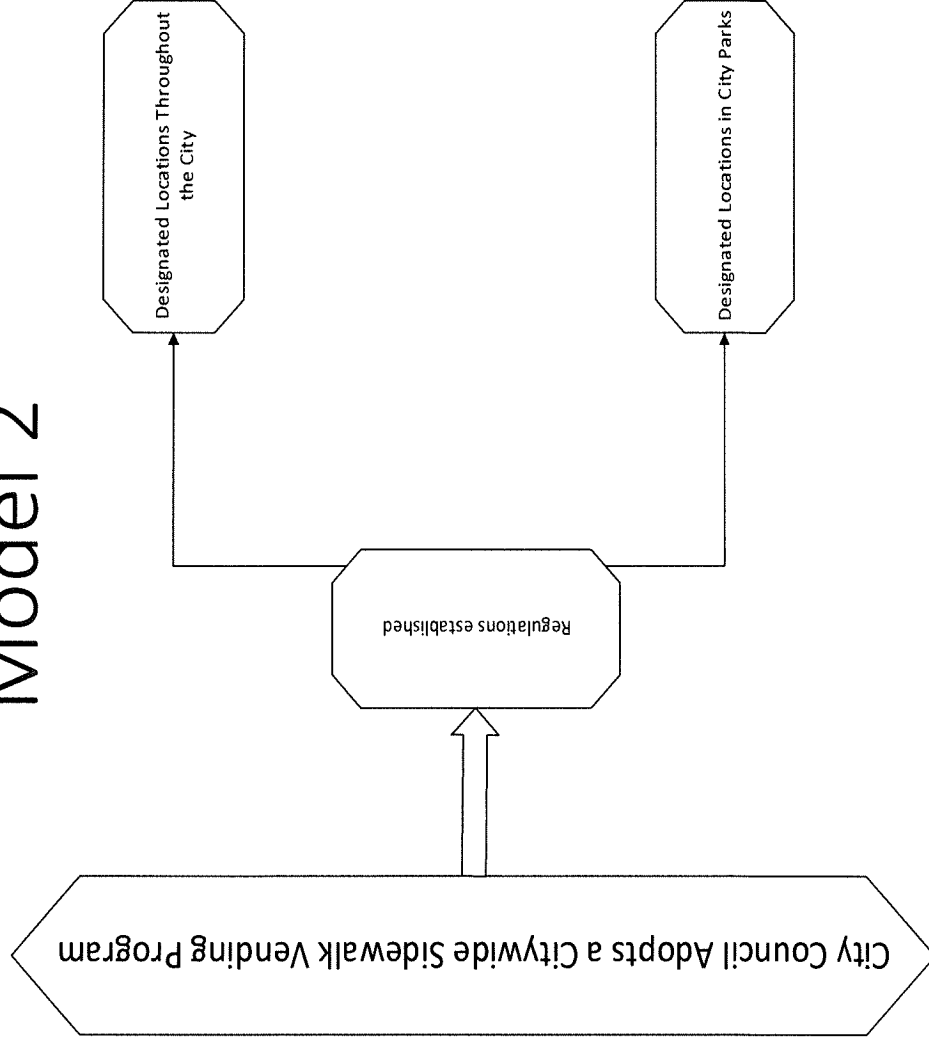 Model 2
City Council Adopts a Citywide Sidewalk Vending Program
Regulations established
Designated Locations Throughout
the City
Designated Locations in City Parks